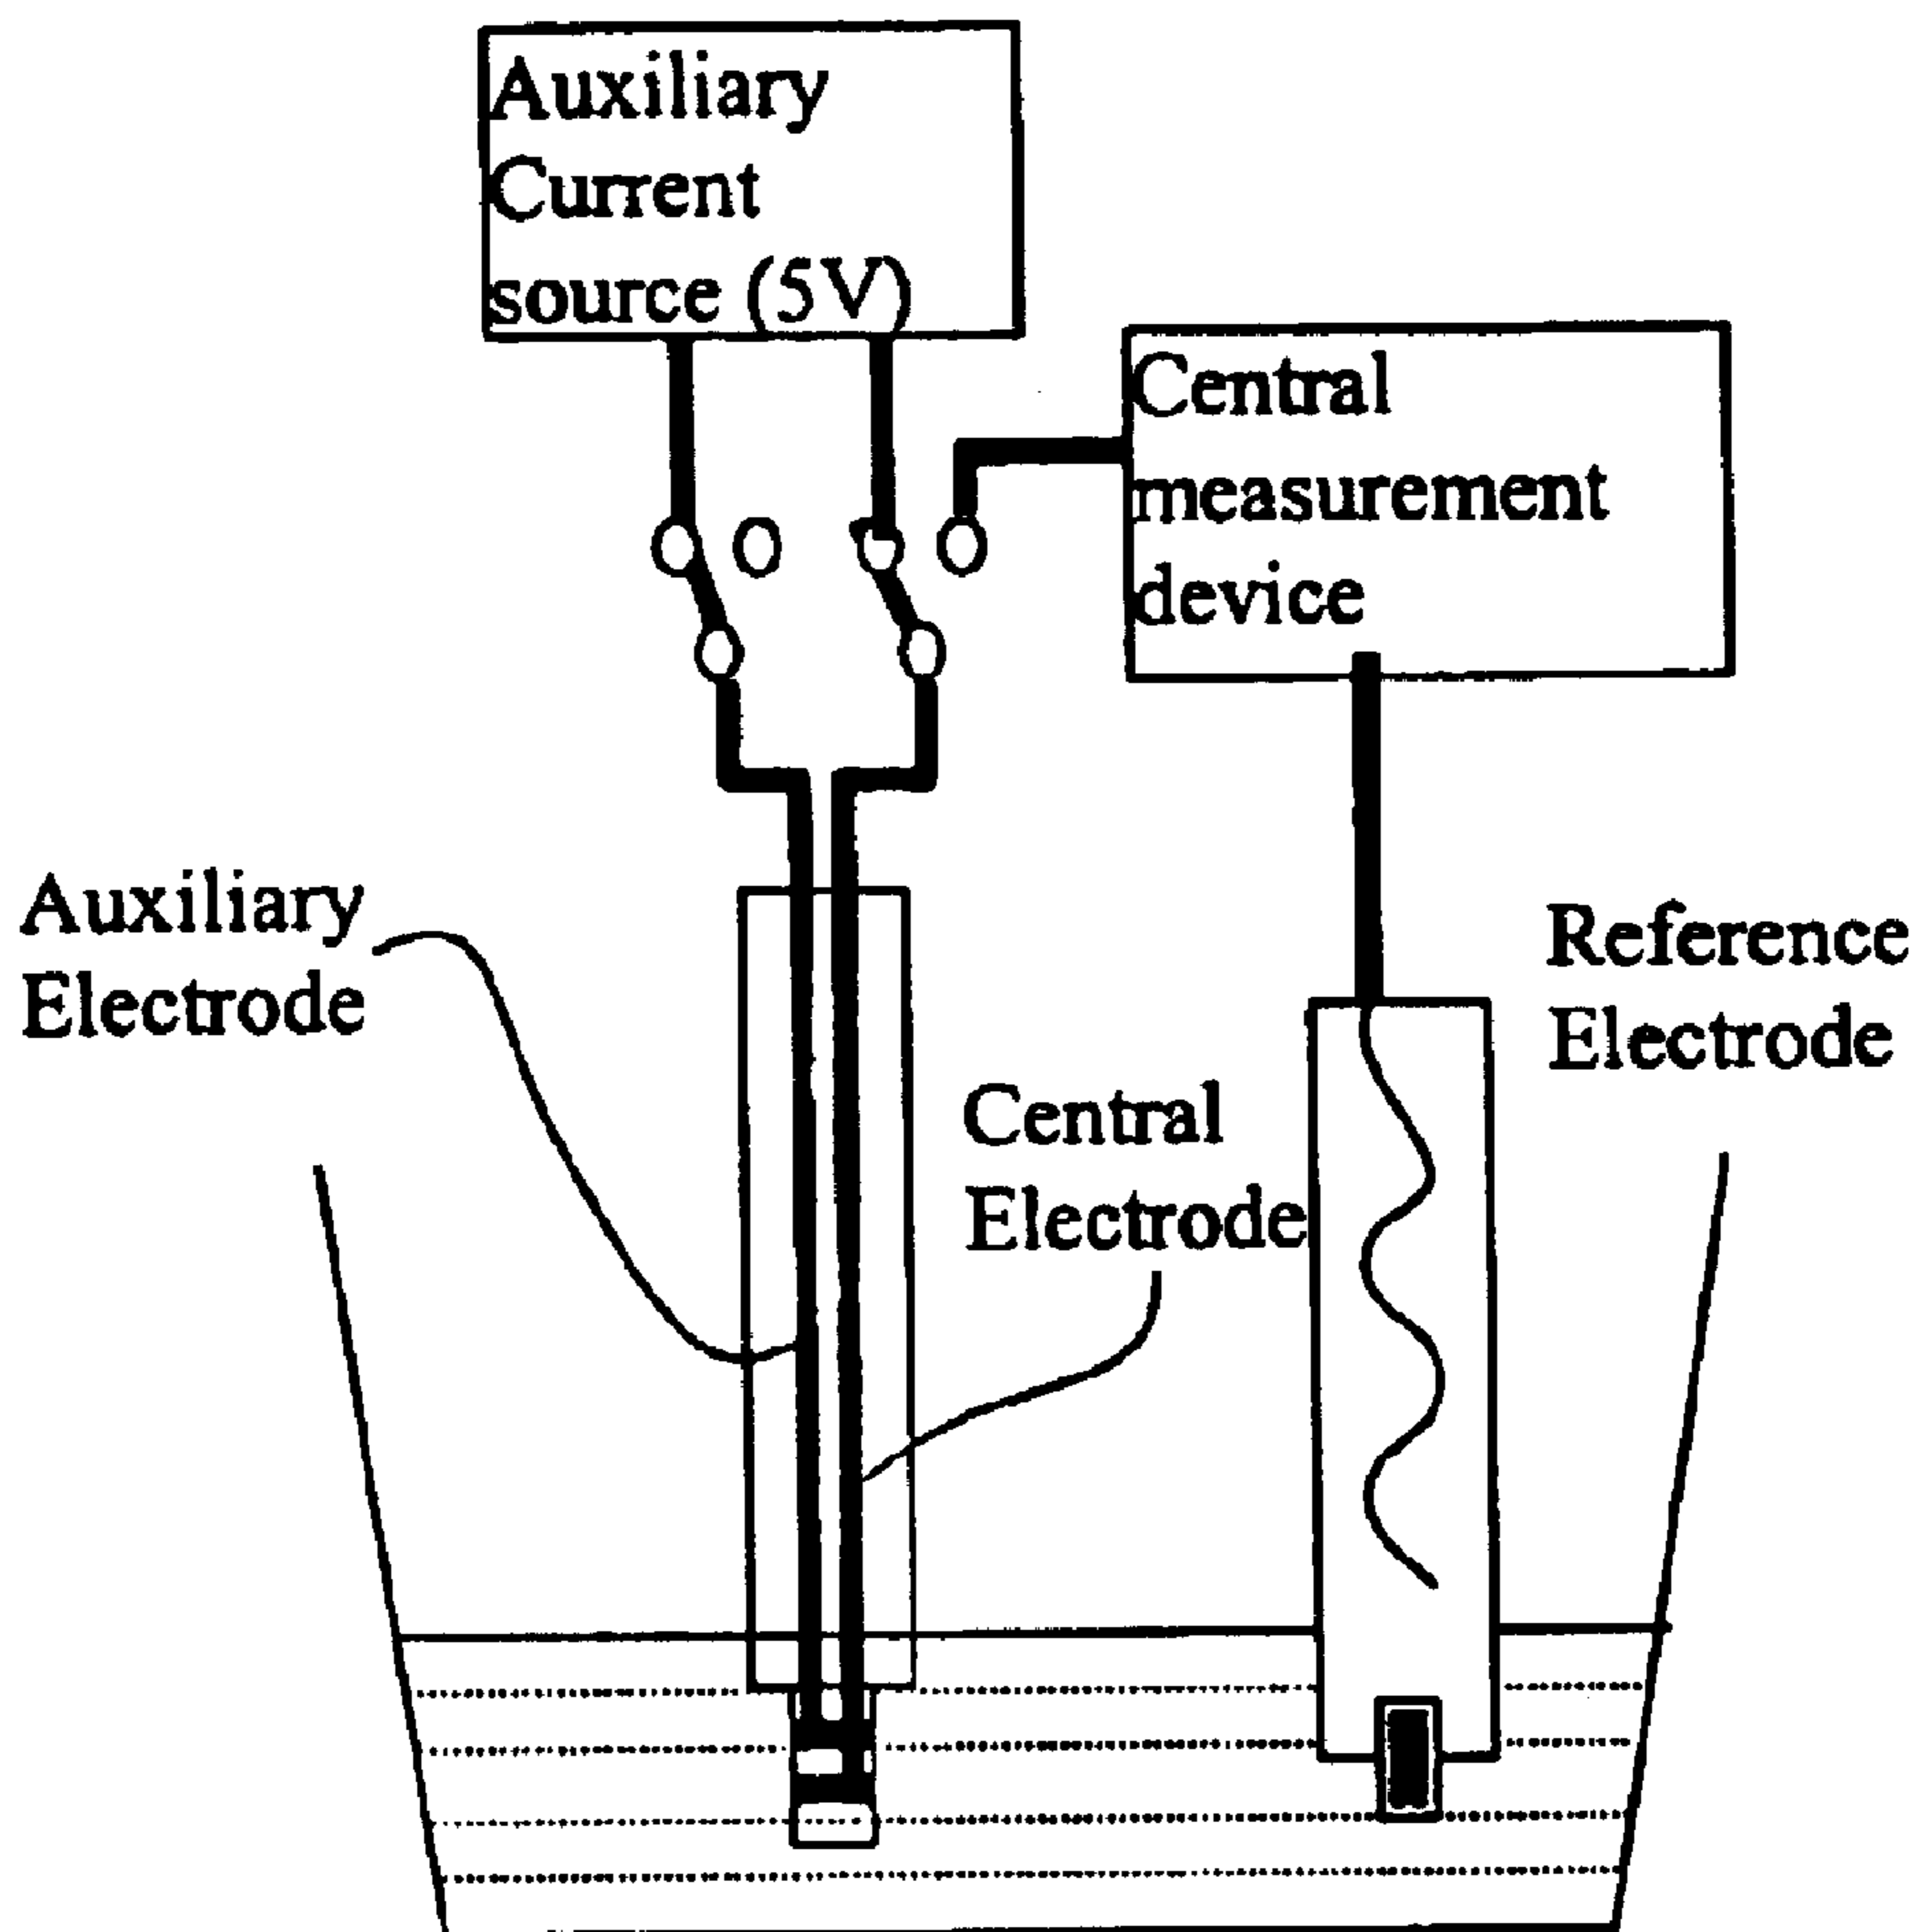 Auxiliary
Current
source (5V)
Central
measurement
device
Auxiliary
Electrode
Reference
Electrode
Central
Electrode